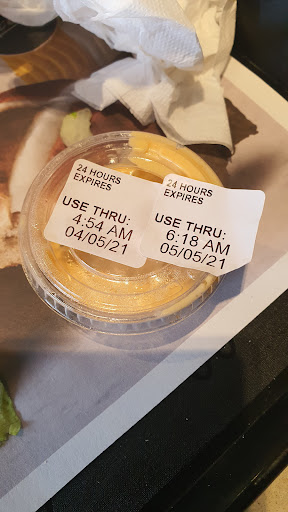 24 HOURS
EXPIRES
USE THRU:
4:54 AM
04/05/21
24 HOURS
EXPIRES
USE THRU:
6:18 AM
05/05/21